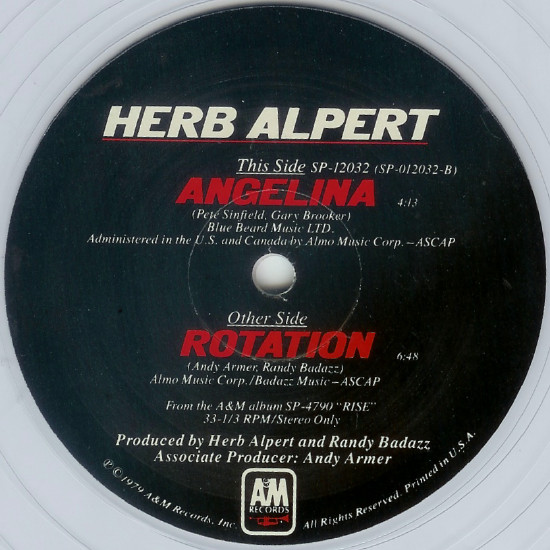 HERB ALPERT
This Side SP-12032 (SP-012032-B)
ANGELINA 4:13
(Pete Sinfield, Gary Brooker)
Blue Beard Music LTD.
Administered in the U.S. and Canada by Almo Music Corp.–ASCAP
Other Side
ROTATION 6:48
(Andy Armer, Randy Badazz)
Almo Music Corp./Badazz Music–ASCAP
From the A&M album SP-4790 "RISE"
33-1/3 RPM/Stereo Only
Produced by Herb Alpert and Randy Badazz
Associate Producer: Andy Armer
A&M
RECORDS
℗©1979 A&M Records, Inc. All Rights Reserved. Printed in U.S.A.